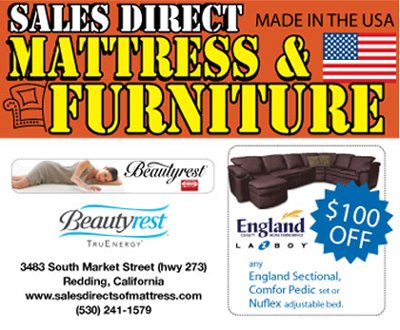 SALES DIRECT
MADE IN THE USA
MATTRESS &
FURNITURE
Beautyrest®
Beautyrest®
TRUENERGY™
3483 South Market Street (hwy 273)
Redding, California
www.salesdirectsofmattress.com
(530) 241-1579
$100
OFF
England
LA Z BOY
any
England Sectional,
Comfor Pedic set or
Nuflex adjustable bed.